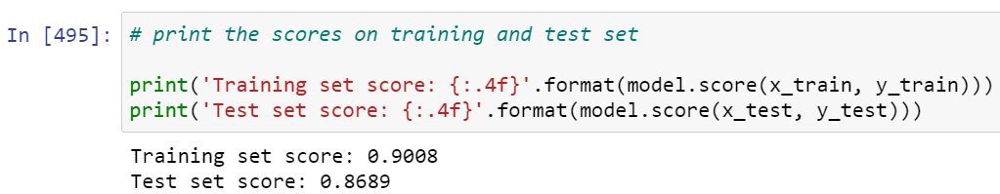 In [495]: # print the scores on training and test set
print('Training set score: {:.4f}'.format(model.score(x_train, y_train)))
print('Test set score: {:.4f}'.format(model.score(x_test, y_test)))
Training set score: 0.9008
Test set score: 0.8689